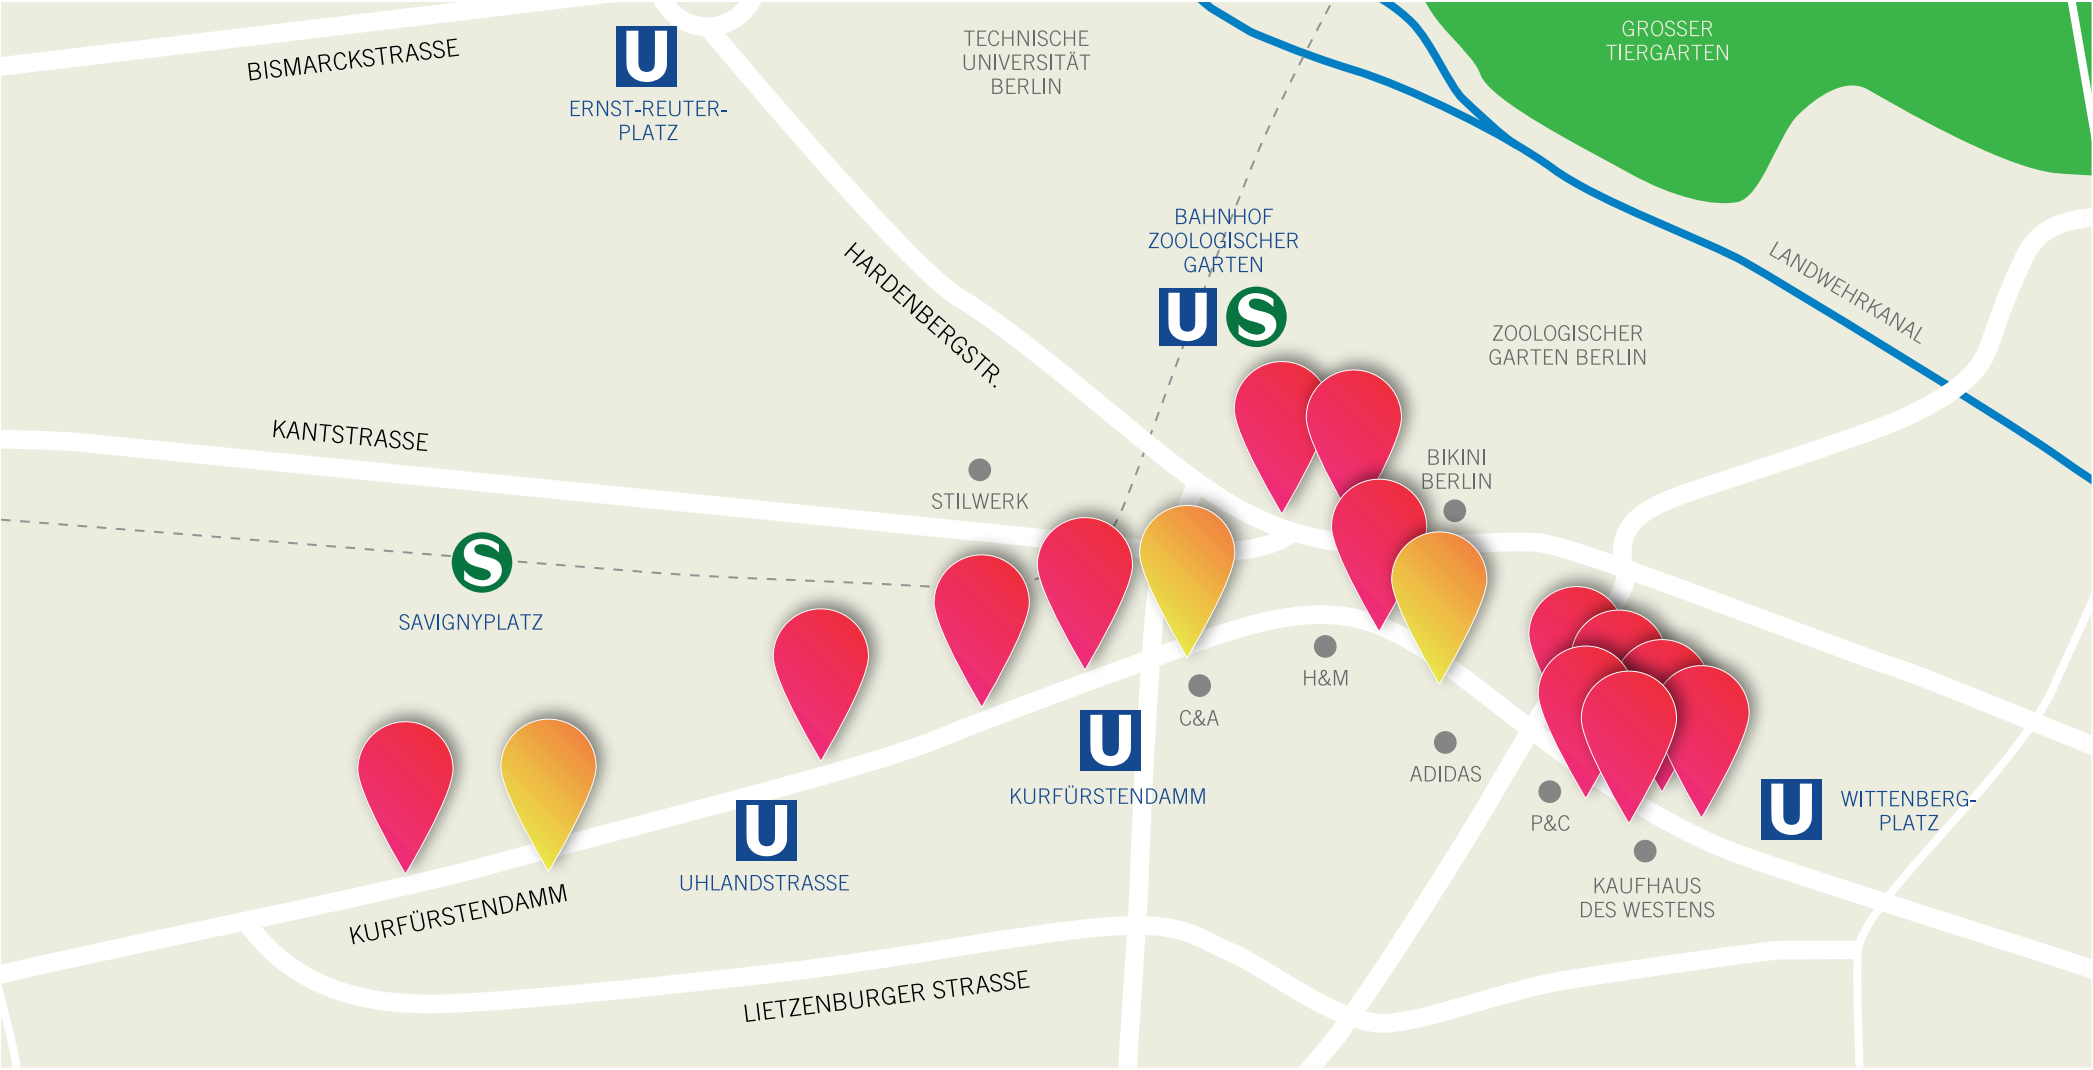 BISMARCKSTRASSE
U
ERNST-REUTER-
PLATZ
TECHNISCHE
UNIVERSITÄT
BERLIN
GROSSER
TIERGARTEN
HARDENBERGSTR.
BAHNHOF
ZOOLOGISCHER
GARTEN
U S
LANDWEHRKANAL
ZOOLOGISCHER
GARTEN BERLIN
KANTSTRASSE
STILWERK
BIKINI
BERLIN
S
SAVIGNYPLATZ
H&M
C&A
U
KURFÜRSTENDAMM
ADIDAS
P&C
U
WITTENBERG-
PLATZ
U
UHLANDSTRASSE
KAUFHAUS
DES WESTENS
KURFÜRSTENDAMM
LIETZENBURGER STRASSE